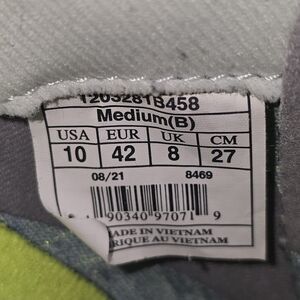 1203281B458
Medium(B)
USA EUR UK CM
10 42 8 27
08/21 8469
90340 97071 9
MADE IN VIETNAM
RIQUE AU VIETNAM